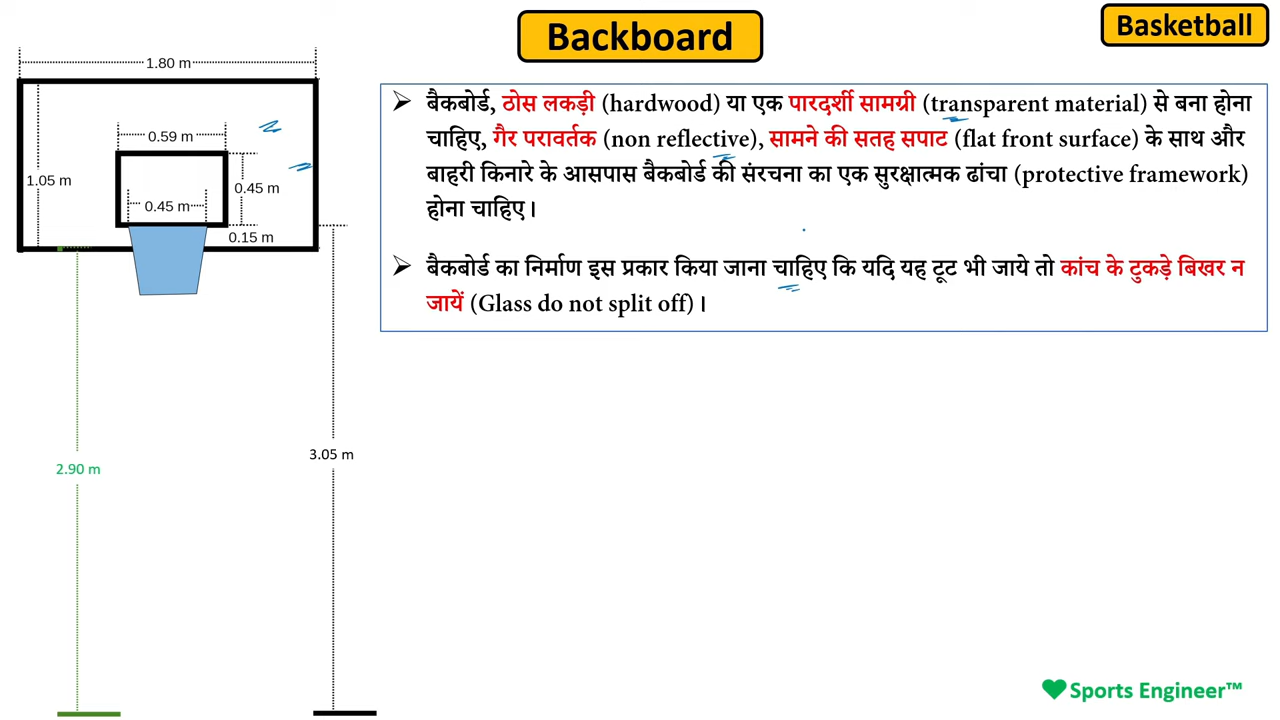 Backboard
Basketball
1.80 m
0.59 m
1.05 m
0.45 m
0.45 m
0.15 m
2.90 m
3.05 m
➢ बैकबोर्ड, ठोस लकड़ी (hardwood) या एक पारदर्शी सामग्री (transparent material) से बना होना
चाहिए, गैर परावर्तक (non reflective), सामने की सतह सपाट (flat front surface) के साथ और
बाहरी किनारे के आसपास बैकबोर्ड की संरचना का एक सुरक्षात्मक ढांचा (protective framework)
होना चाहिए।
➢ बैकबोर्ड का निर्माण इस प्रकार किया जाना चाहिए कि यदि यह टूट भी जाये तो कांच के टुकड़े बिखर न
जायें (Glass do not split off)।
Sports Engineer™